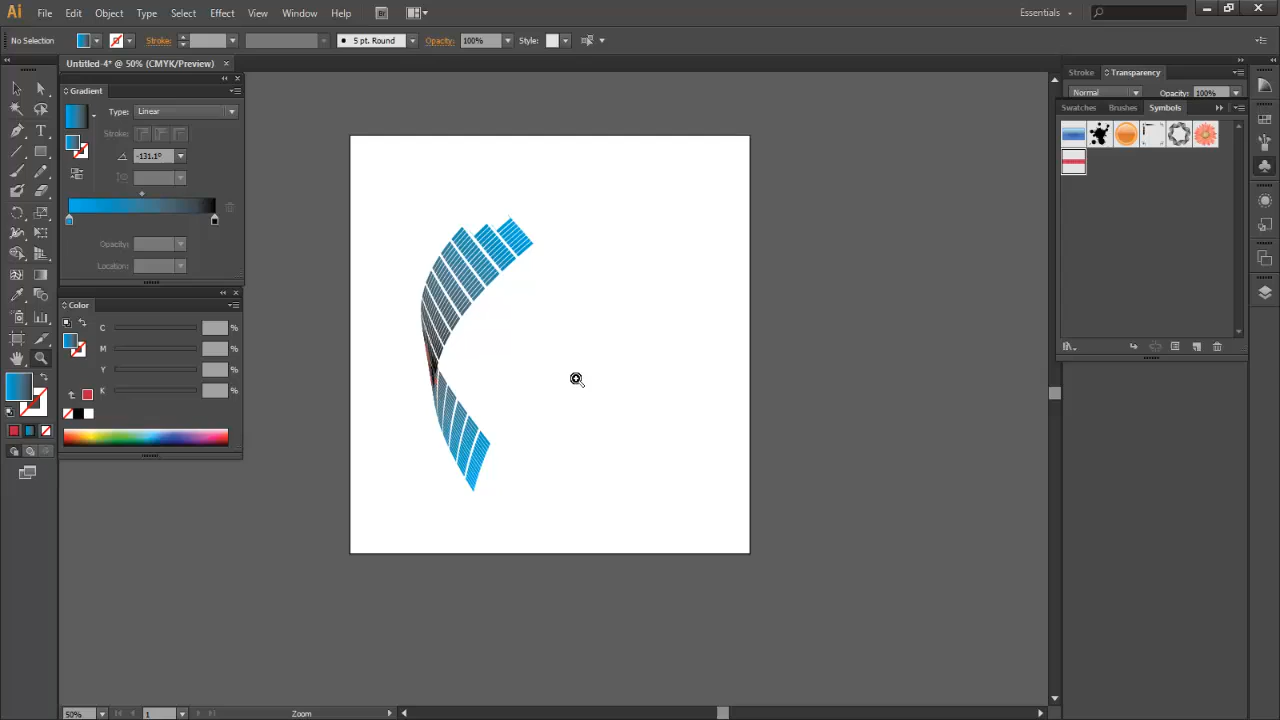 Ai File Edit Object Type Select Effect View Window Help Br Essentials
No Selection Stroke: 5 pt. Round Opacity: 100% Style:
Untitled-4* @ 50% (CMYK/Preview) ×
Stroke Transparency
Gradient
Normal Opacity: 100%
Type: Linear
Swatches Brushes Symbols
Stroke:
-131.1°
Opacity:
Location:
Color
C %
M %
Y %
K %
50% 1 Zoom